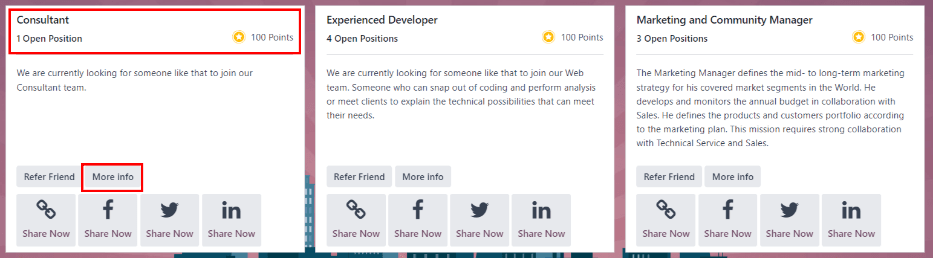 Consultant
1 Open Position
100 Points
We are currently looking for someone like that to join our
Consultant team.
Refer Friend
More info
Share Now
Share Now
Share Now
Share Now
Experienced Developer
4 Open Positions
100 Points
We are currently looking for someone like that to join our Web
team. Someone who can snap out of coding and perform analysis
or meet clients to explain the technical possibilities that can meet
their needs.
Refer Friend
More info
Share Now
Share Now
Share Now
Share Now
Marketing and Community Manager
3 Open Positions
100 Points
The Marketing Manager defines the mid- to long-term marketing
strategy for his covered market segments in the World. He
develops and monitors the annual budget in collaboration with
Sales. He defines the products and customers portfolio according
to the marketing plan. This mission requires strong collaboration
with Technical Service and Sales.
Refer Friend
More info
Share Now
Share Now
Share Now
Share Now